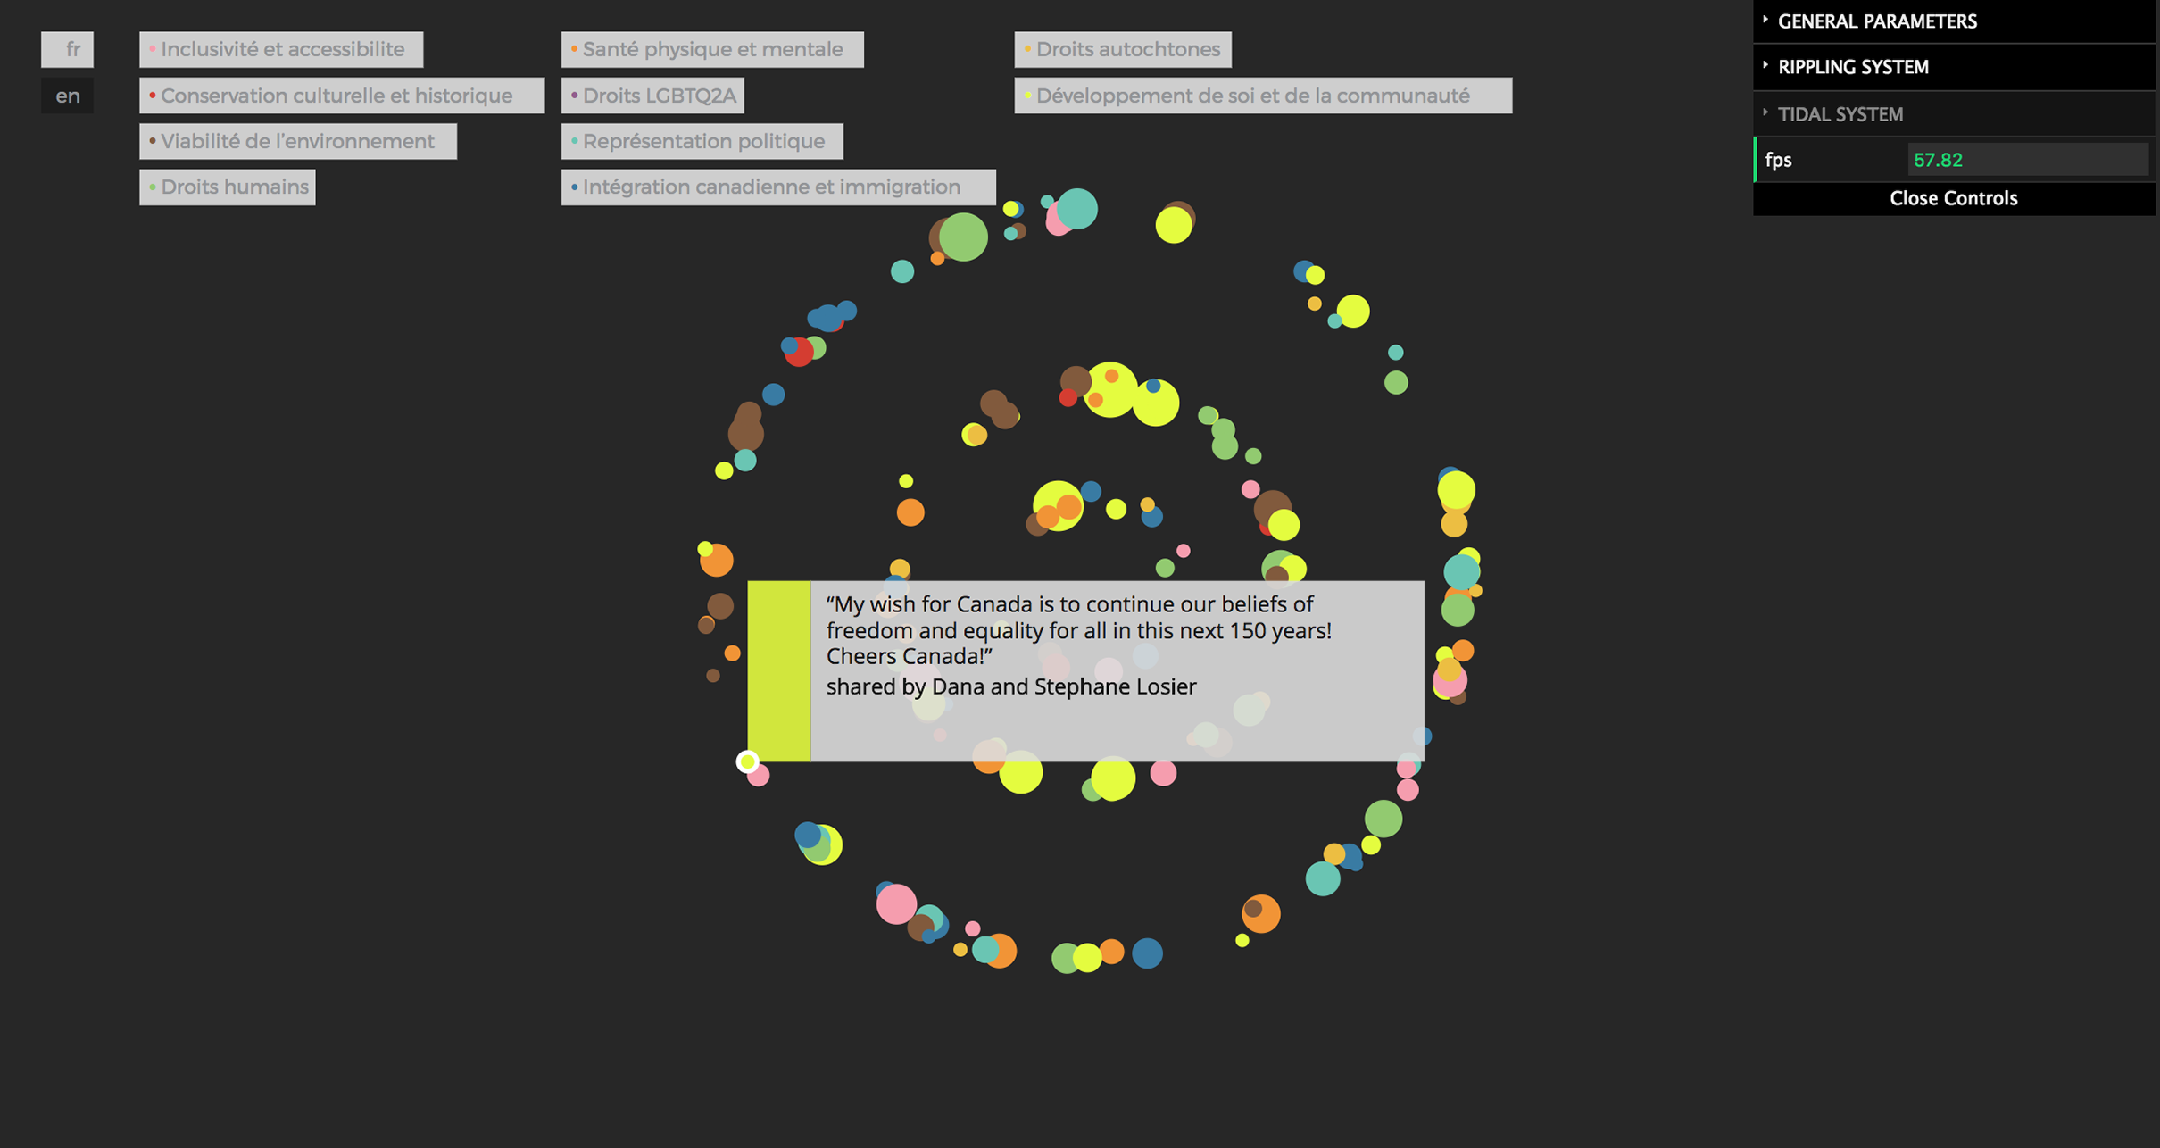 fr
en
Inclusivité et accessibilite
Conservation culturelle et historique
Viabilité de l'environnement
Droits humains
Santé physique et mentale
Droits LGBTQ2A
Représentation politique
Intégration canadienne et immigration
Droits autochtones
Développement de soi et de la communauté
GENERAL PARAMETERS
RIPPLING SYSTEM
TIDAL SYSTEM
fps 57.82
Close Controls
“My wish for Canada is to continue our beliefs of
freedom and equality for all in this next 150 years!
Cheers Canada!”
shared by Dana and Stephane Losier